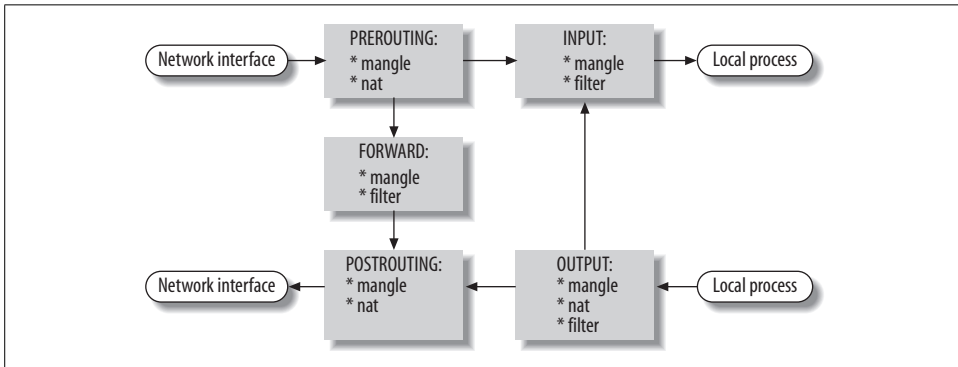 Network interface
PREROUTING:
* mangle
* nat
INPUT:
* mangle
* filter
Local process
FORWARD:
* mangle
* filter
Network interface
POSTROUTING:
* mangle
* nat
OUTPUT:
* mangle
* nat
* filter
Local process